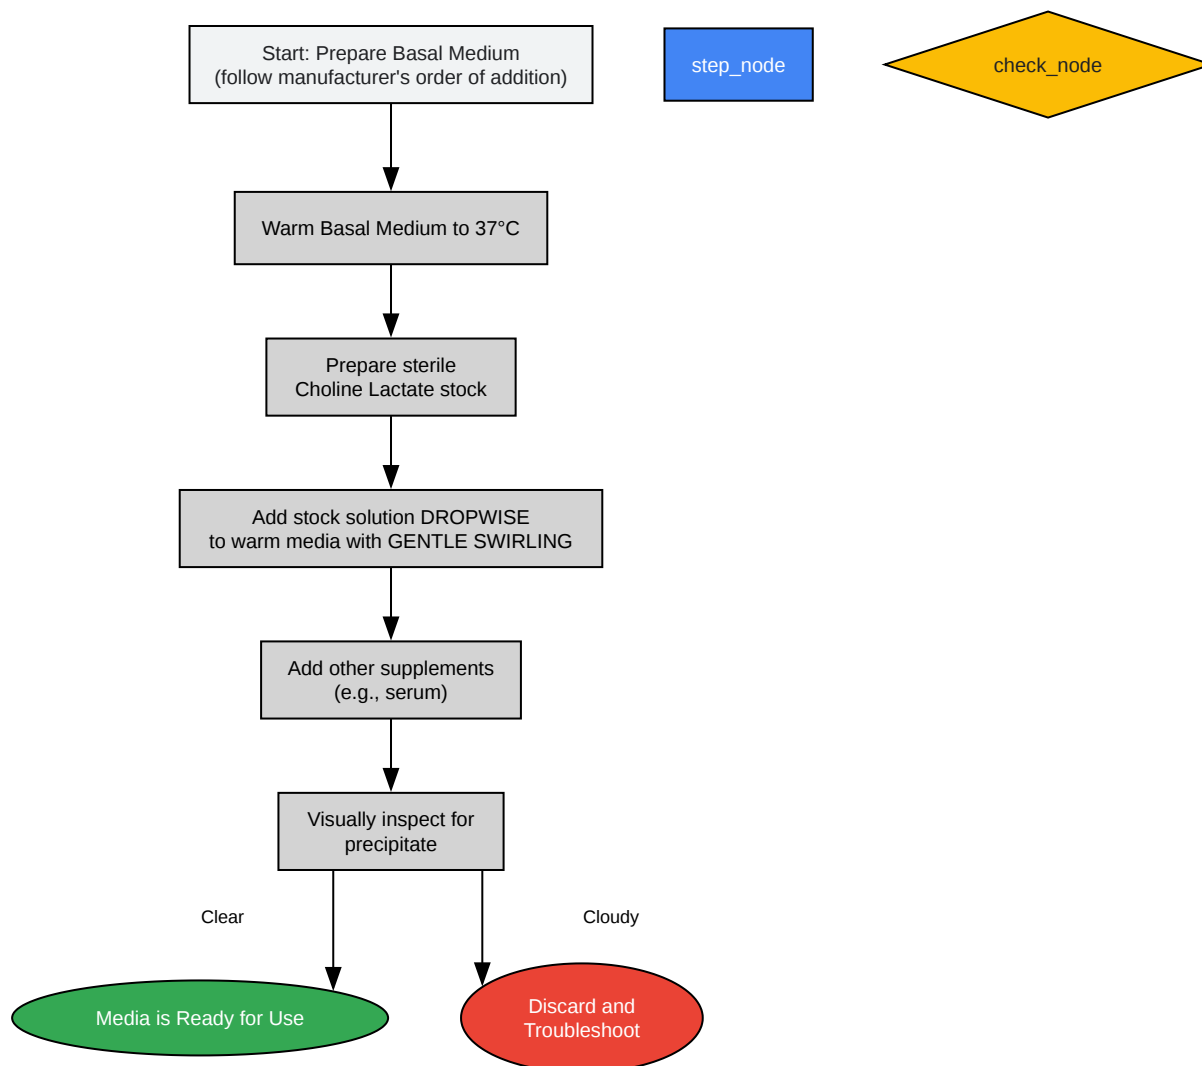 Start: Prepare Basal Medium
(follow manufacturer's order of addition)
step_node
check_node
Warm Basal Medium to 37°C
Prepare sterile
Choline Lactate stock
Add stock solution DROPWISE
to warm media with GENTLE SWIRLING
Add other supplements
(e.g., serum)
Visually inspect for
precipitate
Clear
Cloudy
Media is Ready for Use
Discard and
Troubleshoot